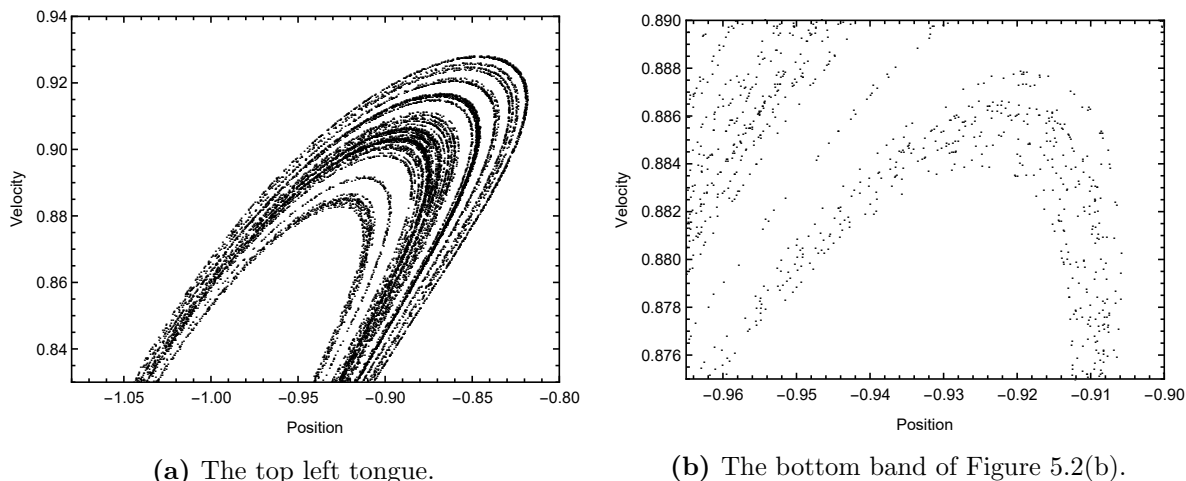 0.94
0.92
0.90
0.88
0.86
0.84
Velocity
−1.05 −1.00 −0.95 −0.90 −0.85 −0.80
Position
(a) The top left tongue.
0.890
0.888
0.886
0.884
0.882
0.880
0.878
0.876
Velocity
−0.96 −0.95 −0.94 −0.93 −0.92 −0.91 −0.90
Position
(b) The bottom band of Figure 5.2(b).